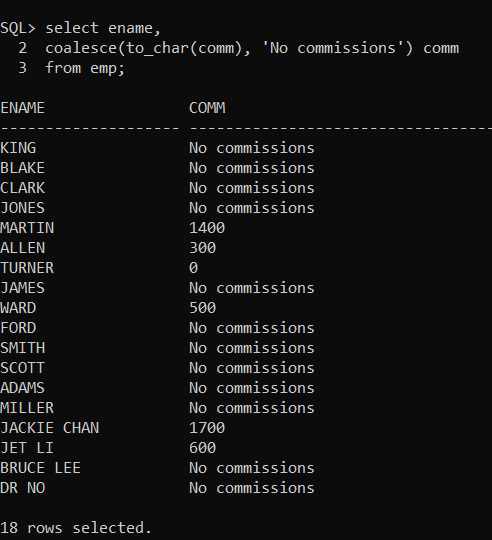 SQL> select ename,
  2  coalesce(to_char(comm), 'No commissions') comm
  3  from emp;
ENAME                COMM
-------------------- ----------------------------------
KING                 No commissions
BLAKE                No commissions
CLARK                No commissions
JONES                No commissions
MARTIN               1400
ALLEN                300
TURNER               0
JAMES                No commissions
WARD                 500
FORD                 No commissions
SMITH                No commissions
SCOTT                No commissions
ADAMS                No commissions
MILLER               No commissions
JACKIE CHAN          1700
JET LI               600
BRUCE LEE            No commissions
DR NO                No commissions
18 rows selected.